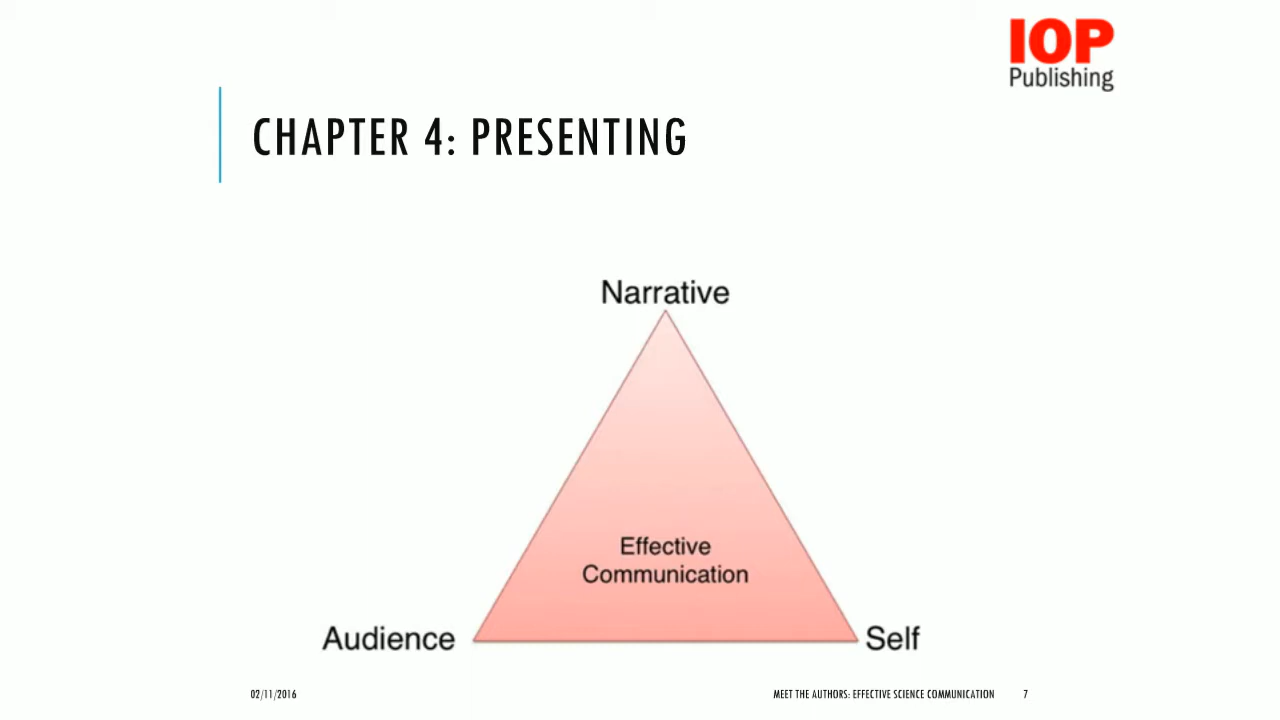 IOP
Publishing
CHAPTER 4: PRESENTING
Narrative
Effective
Communication
Audience
Self
02/11/2016
MEET THE AUTHORS: EFFECTIVE SCIENCE COMMUNICATION
7